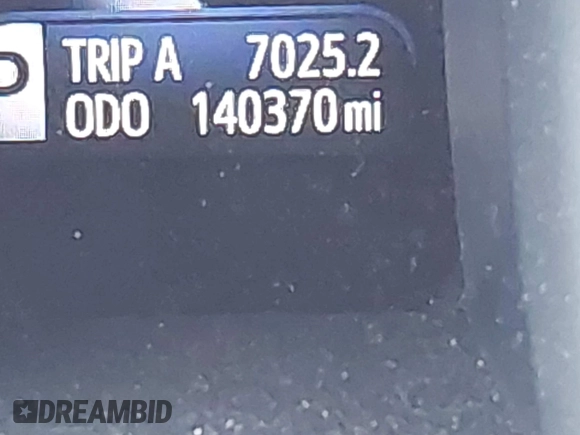 TRIP A 7025.2
ODO 140370 mi
DREAMBID